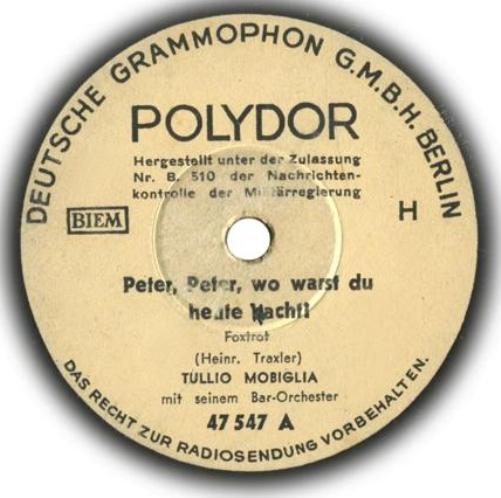 DEUTSCHE GRAMMOPHON G.M.B.H. BERLIN
POLYDOR
Hergestellt unter der Zulassung
Nr. B. 510 der Nachrichten-
kontrolle der Militärregierung
BIEM
H
Peter, Peter, wo warst du
heute Nacht!
Foxtrot
(Heinr. Traxler)
TULLIO MOBIGLIA
mit seinem Bar-Orchester
47 547 A
DAS RECHT ZUR RADIOSENDUNG VORBEHALTEN.